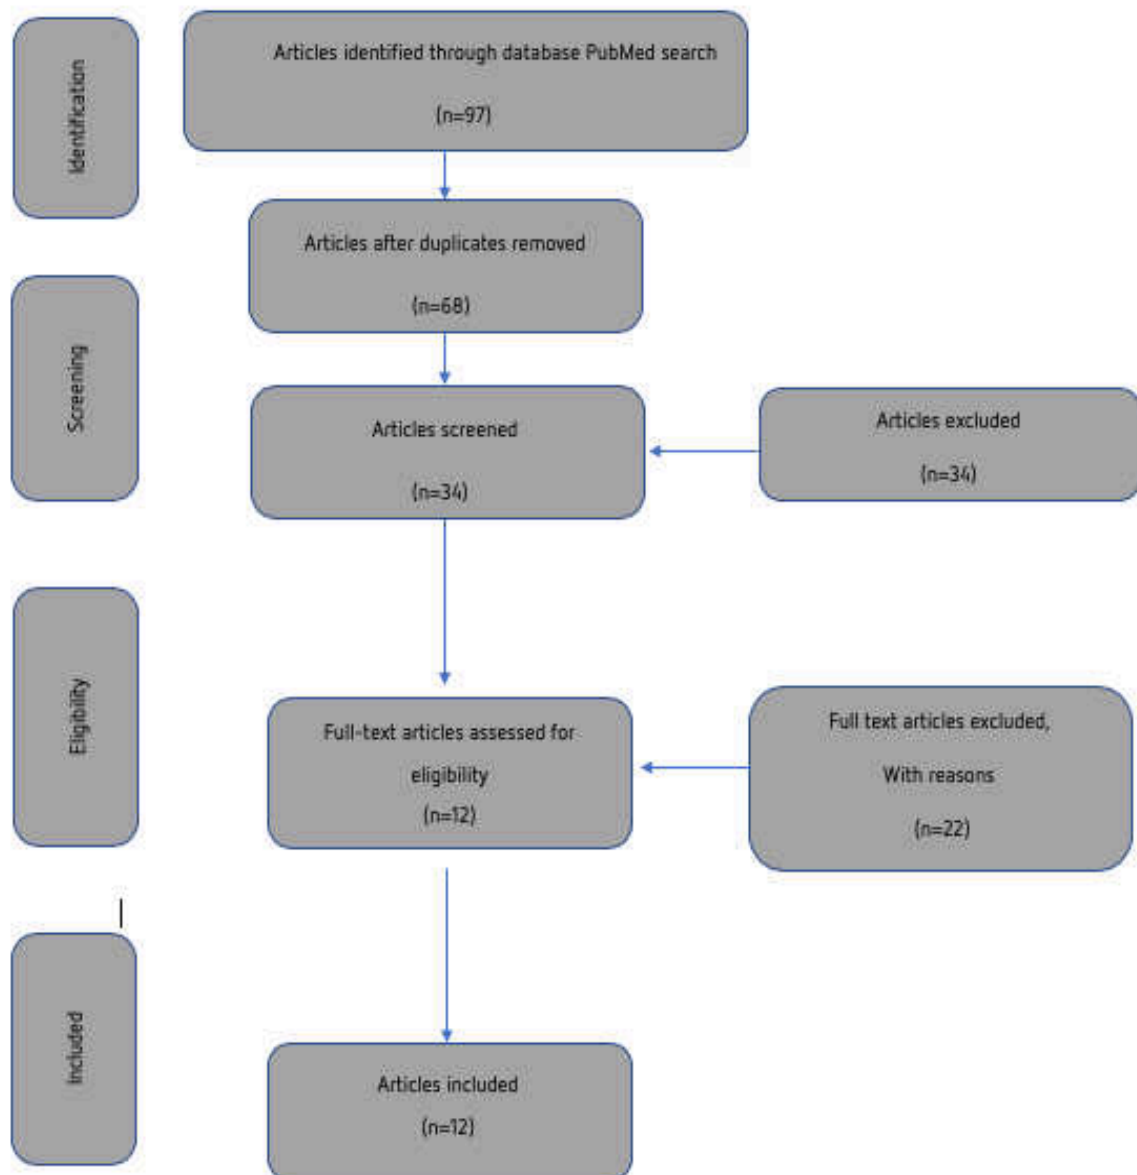 Identification
Articles identified through database PubMed search
(n=97)
Articles after duplicates removed
(n=68)
Screening
Articles screened
(n=34)
Articles excluded
(n=34)
Eligibility
Full-text articles assessed for
eligibility
(n=12)
Full text articles excluded,
With reasons
(n=22)
Included
Articles included
(n=12)